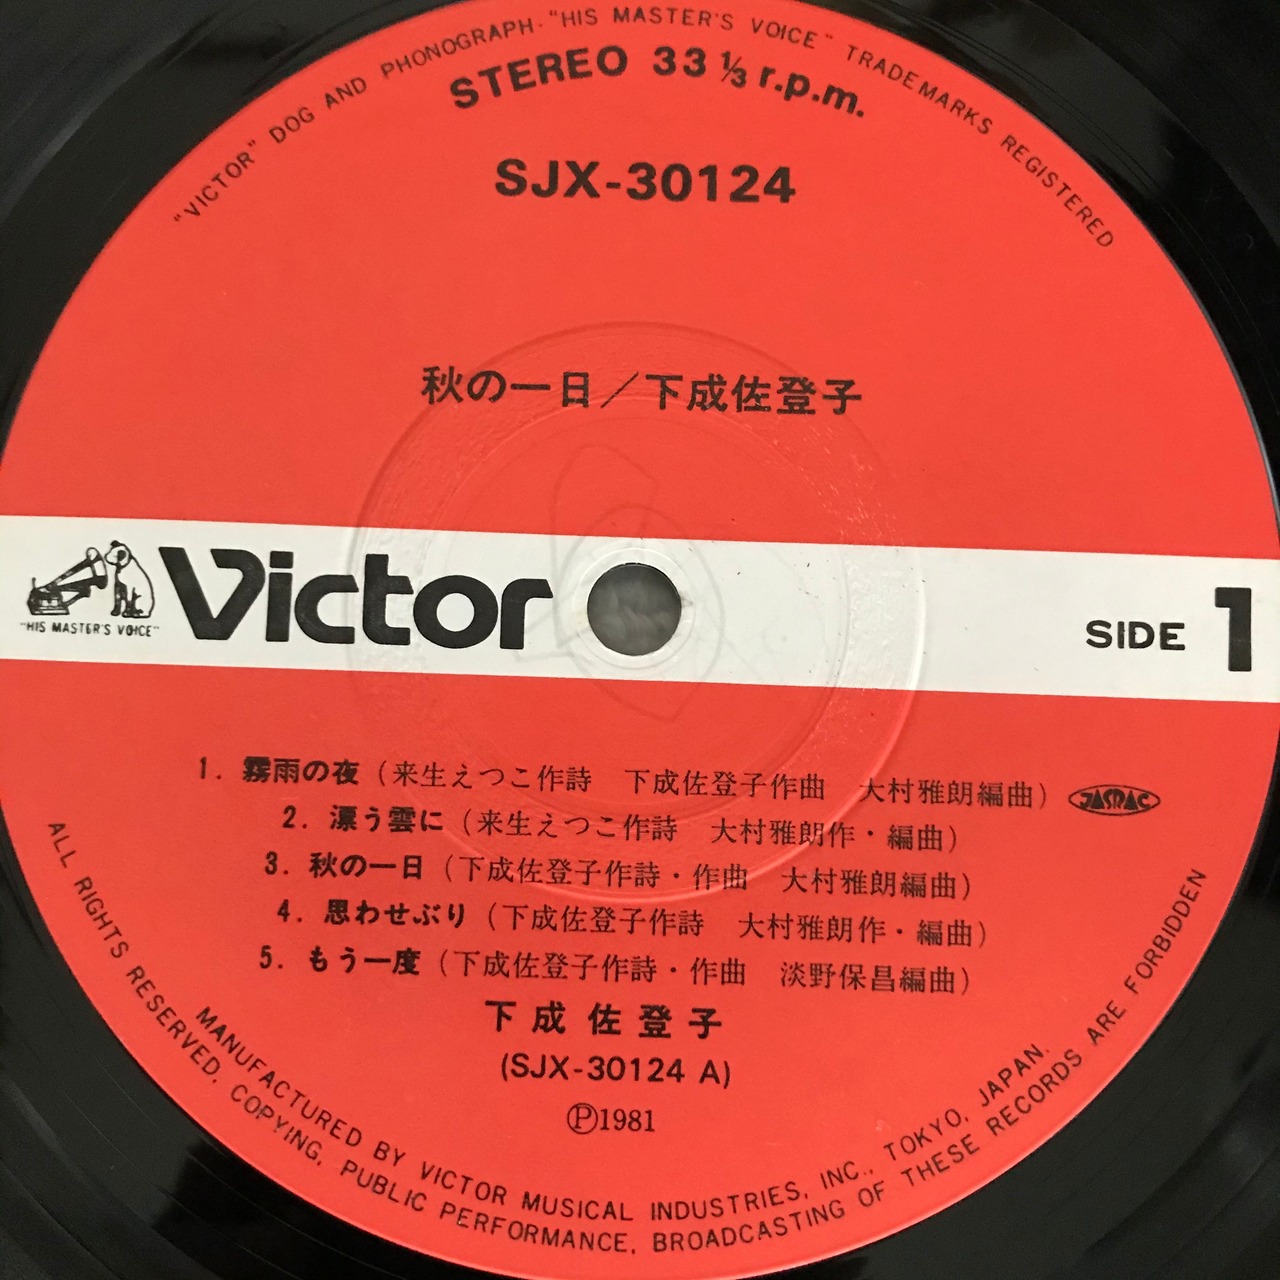 "VICTOR" DOG AND PHONOGRAPH-"HIS MASTER'S VOICE" TRADEMARKS REGISTERED
STEREO 33 ⅓ r.p.m.
SJX-30124
秋の一日／下成佐登子
"HIS MASTER'S VOICE"
Victor
SIDE 1
1. 霧雨の夜（来生えつこ作詩　下成佐登子作曲　大村雅朗編曲）
JASRAC
2. 漂う雲に（来生えつこ作詩　大村雅朗作・編曲）
3. 秋の一日（下成佐登子作詩・作曲　大村雅朗編曲）
4. 思わせぶり（下成佐登子作詩　大村雅朗作・編曲）
5. もう一度（下成佐登子作詩・作曲　淡野保昌編曲）
下成佐登子
(SJX-30124 A)
Ⓟ1981
MANUFACTURED BY VICTOR MUSICAL INDUSTRIES, INC., TOKYO, JAPAN.
ALL RIGHTS RESERVED, COPYING, PUBLIC PERFORMANCE, BROADCASTING OF THESE RECORDS ARE FORBIDDEN